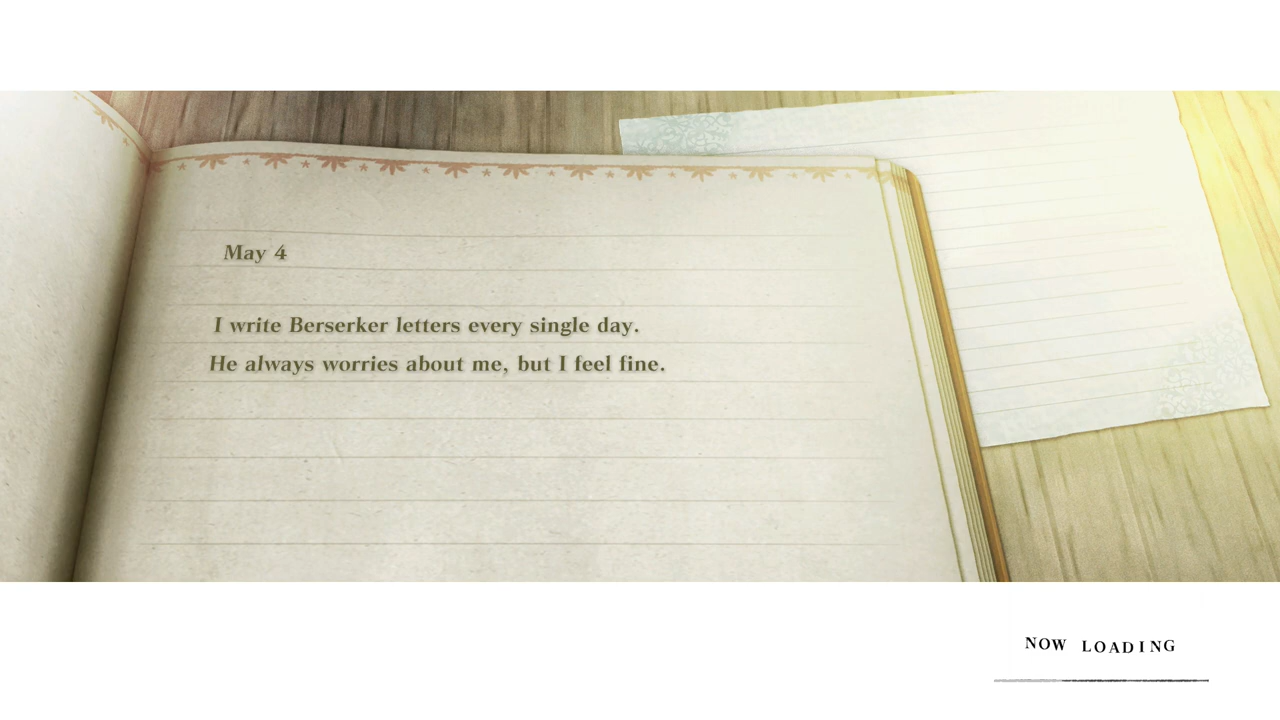 May 4
I write Berserker letters every single day.
He always worries about me, but I feel fine.
NOW LOADING